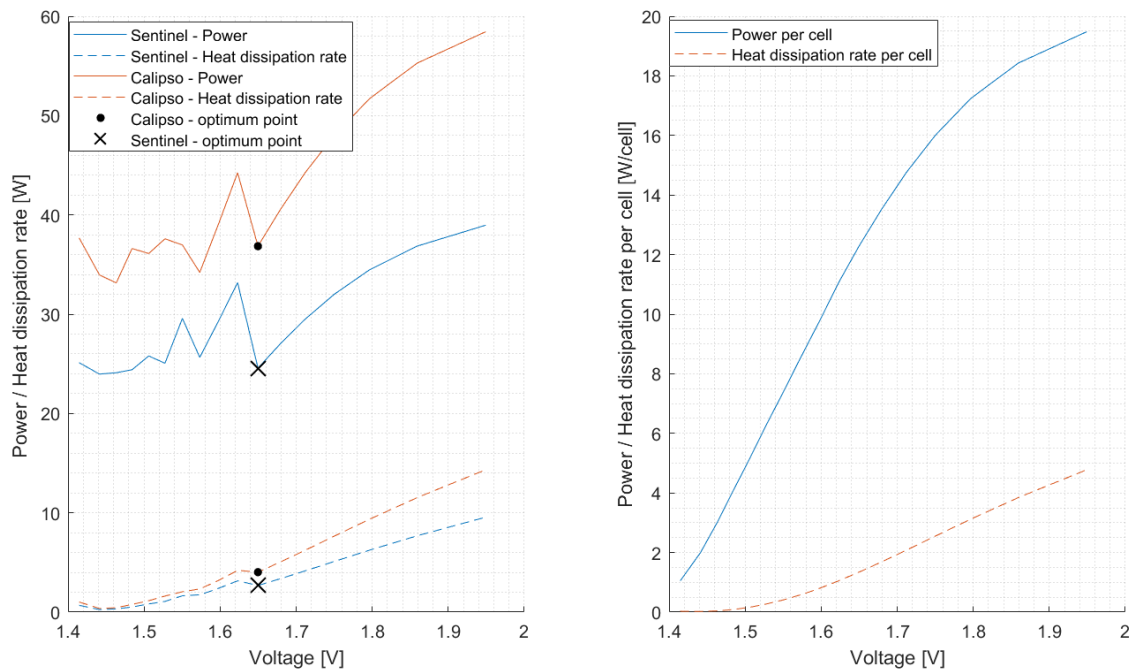 60
50
40
30
20
10
0
Power / Heat dissipation rate [W]
Sentinel - Power
Sentinel - Heat dissipation rate
Calipso - Power
Calipso - Heat dissipation rate
Calipso - optimum point
Sentinel - optimum point
1.4 1.5 1.6 1.7 1.8 1.9 2
Voltage [V]
20
18
16
14
12
10
8
6
4
2
0
Power / Heat dissipation rate per cell [W/cell]
Power per cell
Heat dissipation rate per cell
1.4 1.5 1.6 1.7 1.8 1.9 2
Voltage [V]